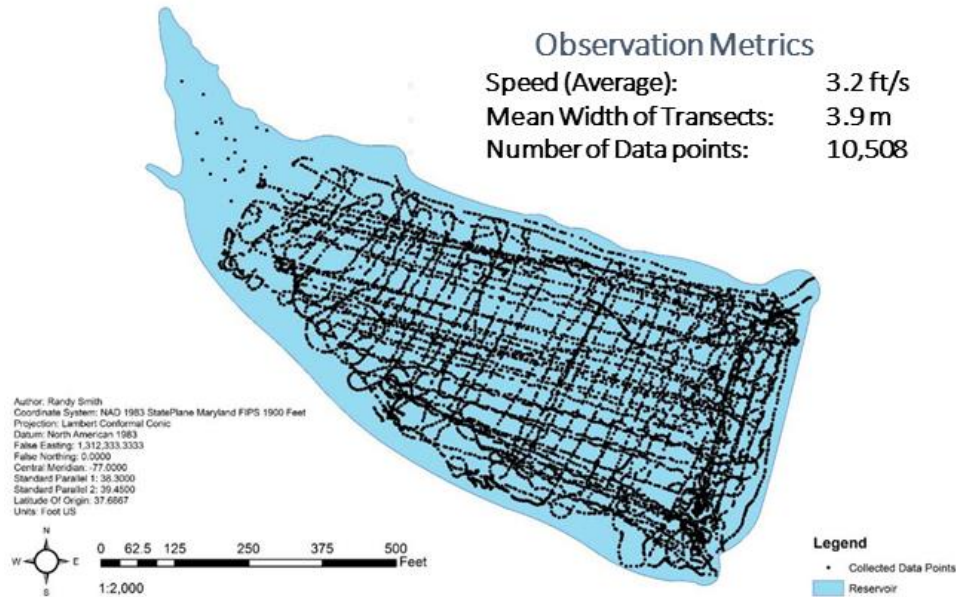 Observation Metrics
Speed (Average): 3.2 ft/s
Mean Width of Transects: 3.9 m
Number of Data points: 10,508
Author: Randy Smith
Coordinate System: NAD 1983 StatePlane Maryland FIPS 1900 Feet
Projection: Lambert Conformal Conic
Datum: North American 1983
False Easting: 1,312,333.3333
False Northing: 0.0000
Central Meridian: -77.0000
Standard Parallel 1: 38.3000
Standard Parallel 2: 39.4500
Latitude Of Origin: 37.6667
Units: Foot US
N
W E
S
0 62.5 125 250 375 500
Feet
1:2,000
Legend
Collected Data Points
Reservoir